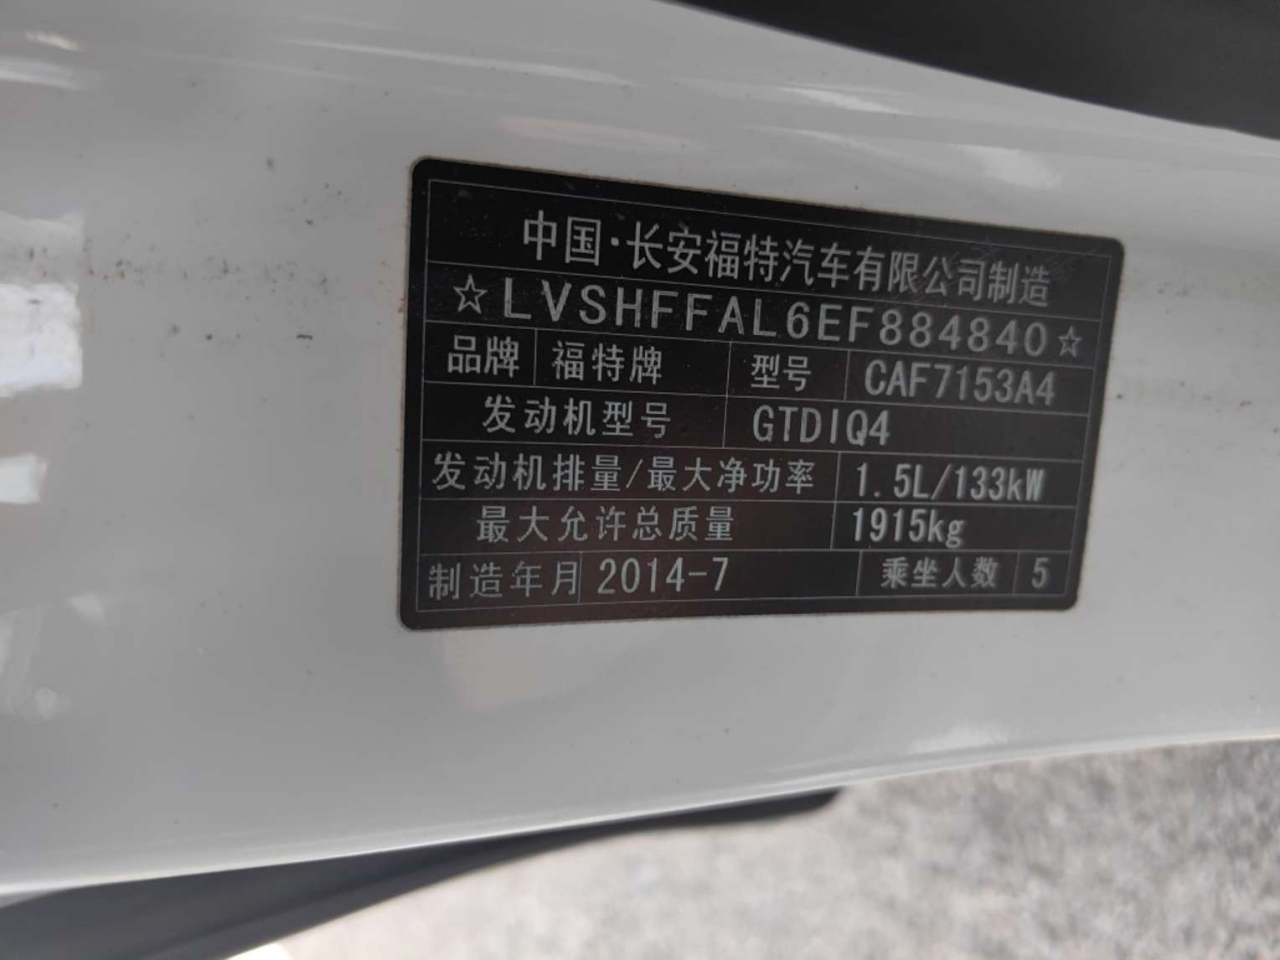 中国·长安福特汽车有限公司制造
☆LVSHFFAL6EF884840☆
品牌 福特牌 型号 CAF7153A4
发动机型号 GTDIQ4
发动机排量/最大净功率 1.5L/133kW
最大允许总质量 1915kg
制造年月 2014-7 乘坐人数 5